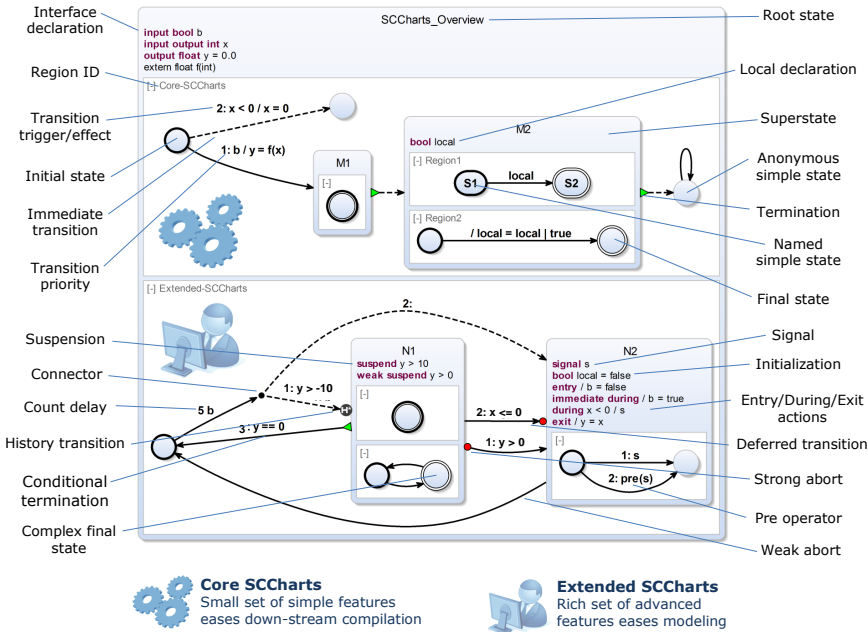 Interface
declaration
SCCharts_Overview
Root state
input bool b
input output int x
output float y = 0.0
extern float f(int)
Region ID
[-] Core-SCCharts
Local declaration
Transition
trigger/effect
2: x < 0 / x = 0
1: b / y = f(x)
M1
[-]
M2
bool local
Superstate
[-] Region1
S1
local
S2
Anonymous
simple state
Initial state
Immediate
transition
[-] Region2
/ local = local | true
Termination
Named
simple state
Transition
priority
Final state
[-] Extended-SCCharts
2:
Suspension
N1
suspend y > 10
weak suspend y > 0
[-]
N2
signal s
bool local = false
entry / b = false
immediate during / b = true
during x < 0 / s
exit / y = x
Signal
Initialization
Connector
1: y > -10
Count delay
5 b
H*
Entry/During/Exit
actions
History transition
3: y == 0
2: x <= 0
1: y > 0
Deferred transition
Conditional
termination
[-]
[-]
1: s
2: pre(s)
Strong abort
Complex final
state
Pre operator
Weak abort
Core SCCharts
Small set of simple features
eases down-stream compilation
Extended SCCharts
Rich set of advanced
features eases modeling